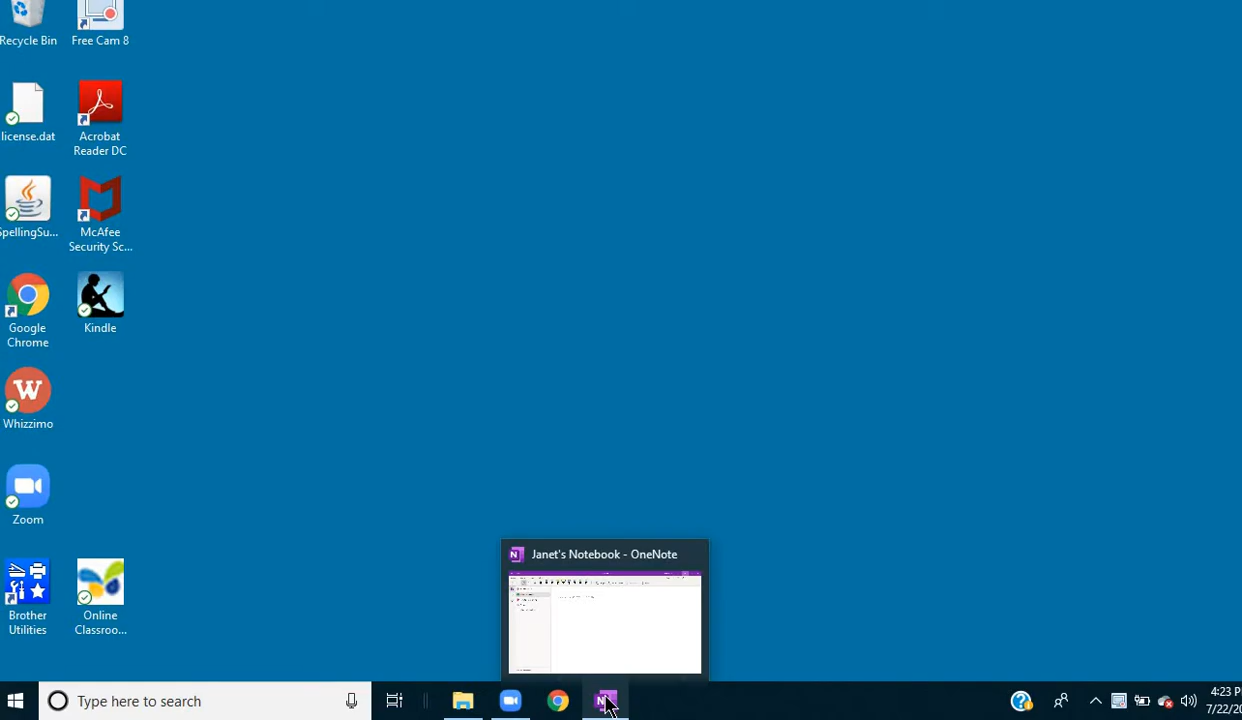 Recycle Bin
Free Cam 8
license.dat
Acrobat
Reader DC
SpellingSu...
McAfee
Security Sc...
Google
Chrome
Kindle
W
Whizzimo
Zoom
Brother
Utilities
Online
Classroo...
N Janet's Notebook - OneNote
Type here to search
N
4:23 P
7/22/20